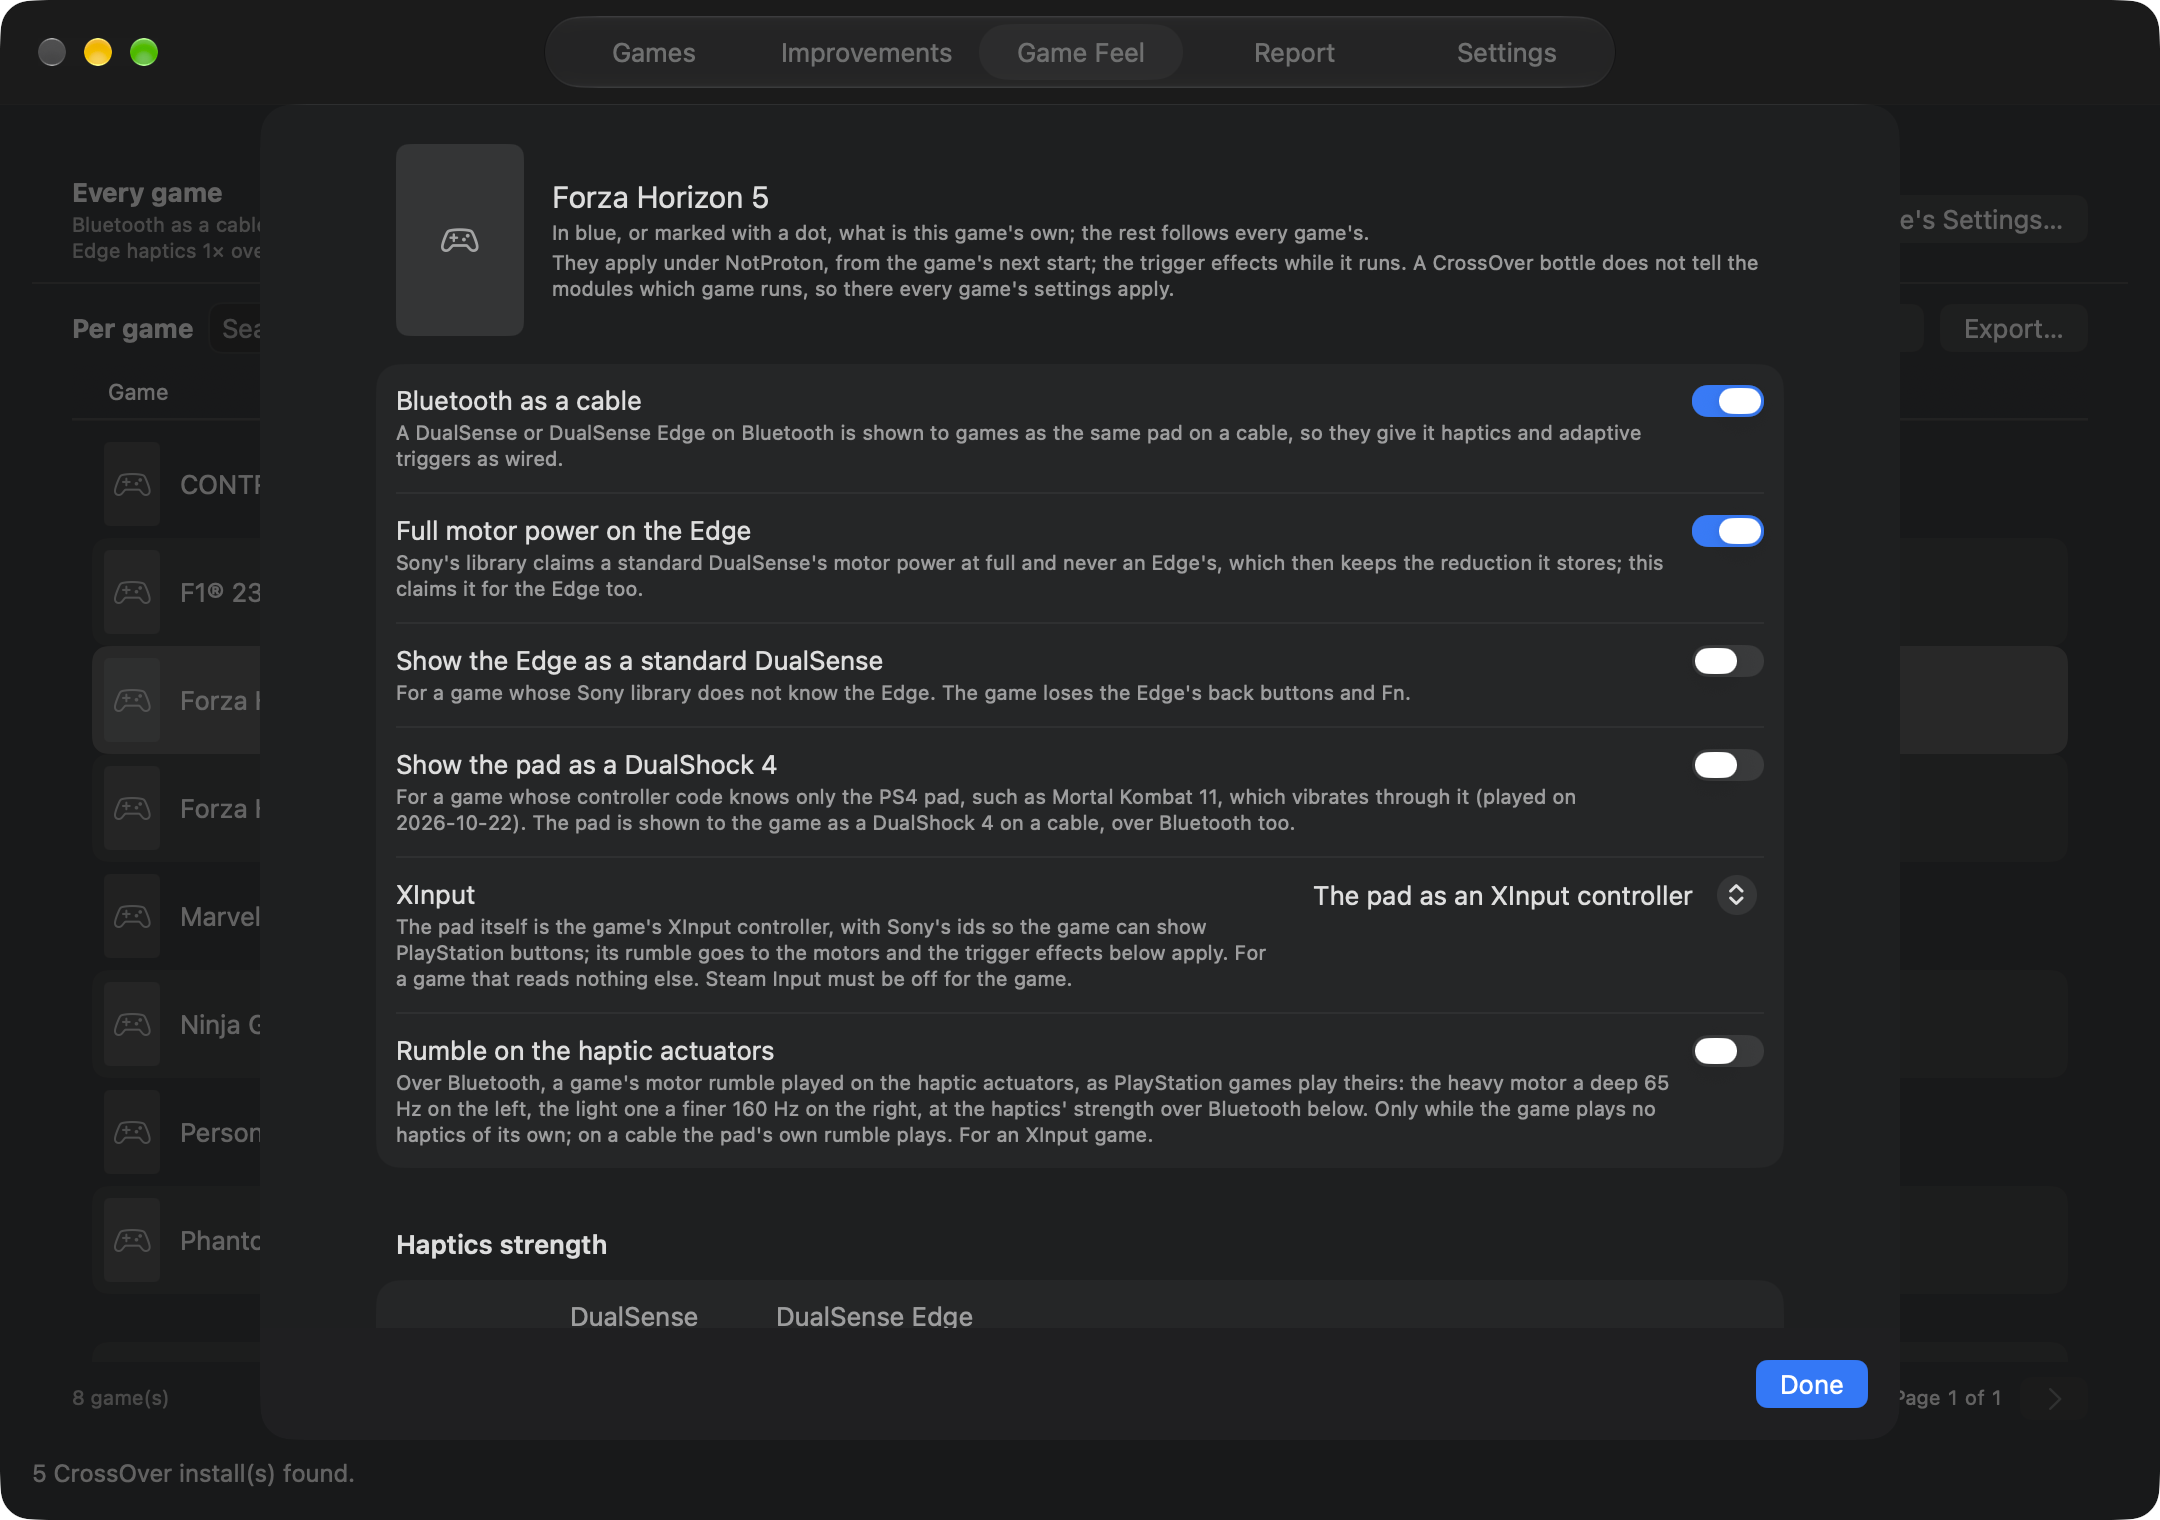 Games
Improvements
Game Feel
Report
Settings
Every game
Bluetooth as a
Edge haptics 1×
's Settings...
Per game
Export...
Game
F1® 23
Forza
Forza
Marvel
Ninja
8 game(s)
Page 1 of 1
5 CrossOver install(s) found.
Forza Horizon 5
In blue, or marked with a dot, what is this game's own; the rest follows every game's.
They apply under NotProton, from the game's next start; the trigger effects while it runs. A CrossOver bottle does not tell the
modules which game runs, so there every game's settings apply.
Bluetooth as a cable
A DualSense or DualSense Edge on Bluetooth is shown to games as the same pad on a cable, so they give it haptics and adaptive
triggers as wired.
Full motor power on the Edge
Sony's library claims a standard DualSense's motor power at full and never an Edge's, which then keeps the reduction it stores; this
claims it for the Edge too.
Show the Edge as a standard DualSense
For a game whose Sony library does not know the Edge. The game loses the Edge's back buttons and Fn.
Show the pad as a DualShock 4
For a game whose controller code knows only the PS4 pad, such as Mortal Kombat 11, which vibrates through it (played on
2026-10-22). The pad is shown to the game as a DualShock 4 on a cable, over Bluetooth too.
XInput
The pad as an XInput controller
The pad itself is the game's XInput controller, with Sony's ids so the game can show
PlayStation buttons; its rumble goes to the motors and the trigger effects below apply. For
a game that reads nothing else. Steam Input must be off for the game.
Rumble on the haptic actuators
Over Bluetooth, a game's motor rumble played on the haptic actuators, as PlayStation games play theirs: the heavy motor a deep 65
Hz on the left, the light one a finer 160 Hz on the right, at the haptics' strength over Bluetooth below. Only while the game plays no
haptics of its own; on a cable the pad's own rumble plays. For an XInput game.
Haptics strength
DualSense
DualSense Edge
Done